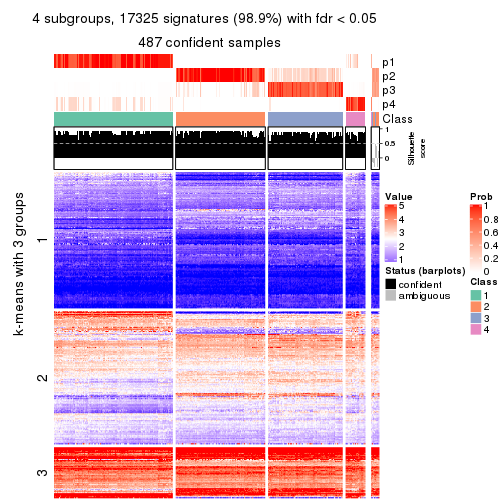 4 subgroups, 17325 signatures (98.9%) with fdr < 0.05
487 confident samples
p1
p2
p3
p4
Class
1
0.5
0
Silhouette
score
k-means with 3 groups
1
2
3
Value
5
4
3
2
1
Status (barplots)
confident
ambiguous
Prob
1
0.8
0.6
0.4
0.2
0
Class
1
2
3
4